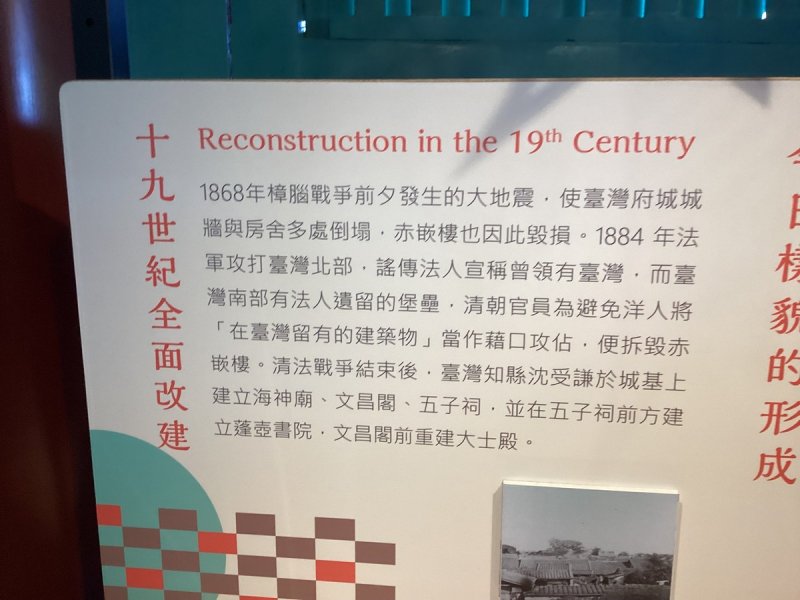 十九世紀全面改建
Reconstruction in the 19th Century
1868年樟腦戰爭前夕發生的大地震，使臺灣府城城
牆與房舍多處倒塌，赤嵌樓也因此毀損。1884 年法
軍攻打臺灣北部，謠傳法人宣稱曾領有臺灣，而臺
灣南部有法人遺留的堡壘，清朝官員為避免洋人將
「在臺灣留有的建築物」當作藉口攻佔，便拆毀赤
嵌樓。清法戰爭結束後，臺灣知縣沈受謙於城基上
建立海神廟、文昌閣、五子祠，並在五子祠前方建
立蓬壺書院，文昌閣前重建大士殿。
今日樣貌的形成